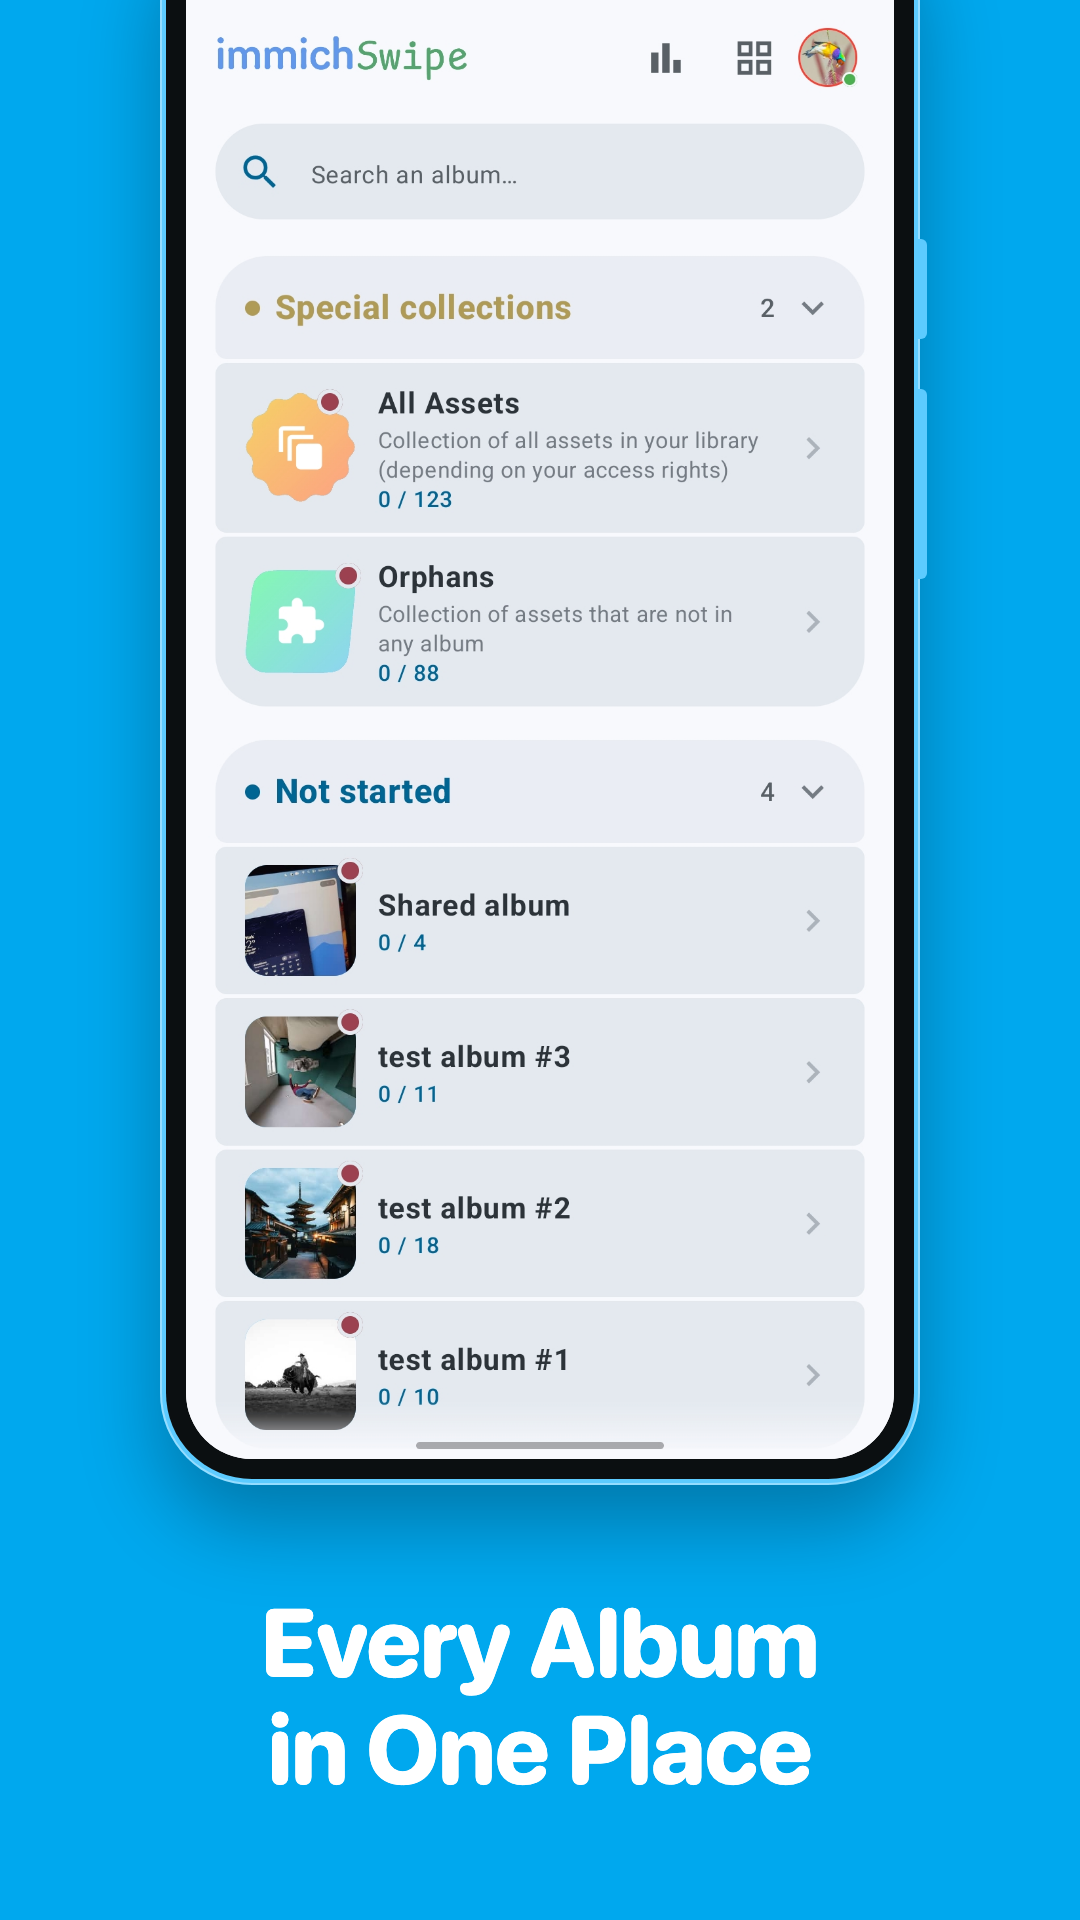 immichSwipe
Search an album…
Special collections 2
All Assets
Collection of all assets in your library
(depending on your access rights)
0 / 123
Orphans
Collection of assets that are not in
any album
0 / 88
Not started 4
Shared album
0 / 4
test album #3
0 / 11
test album #2
0 / 18
test album #1
0 / 10
Every Album
in One Place